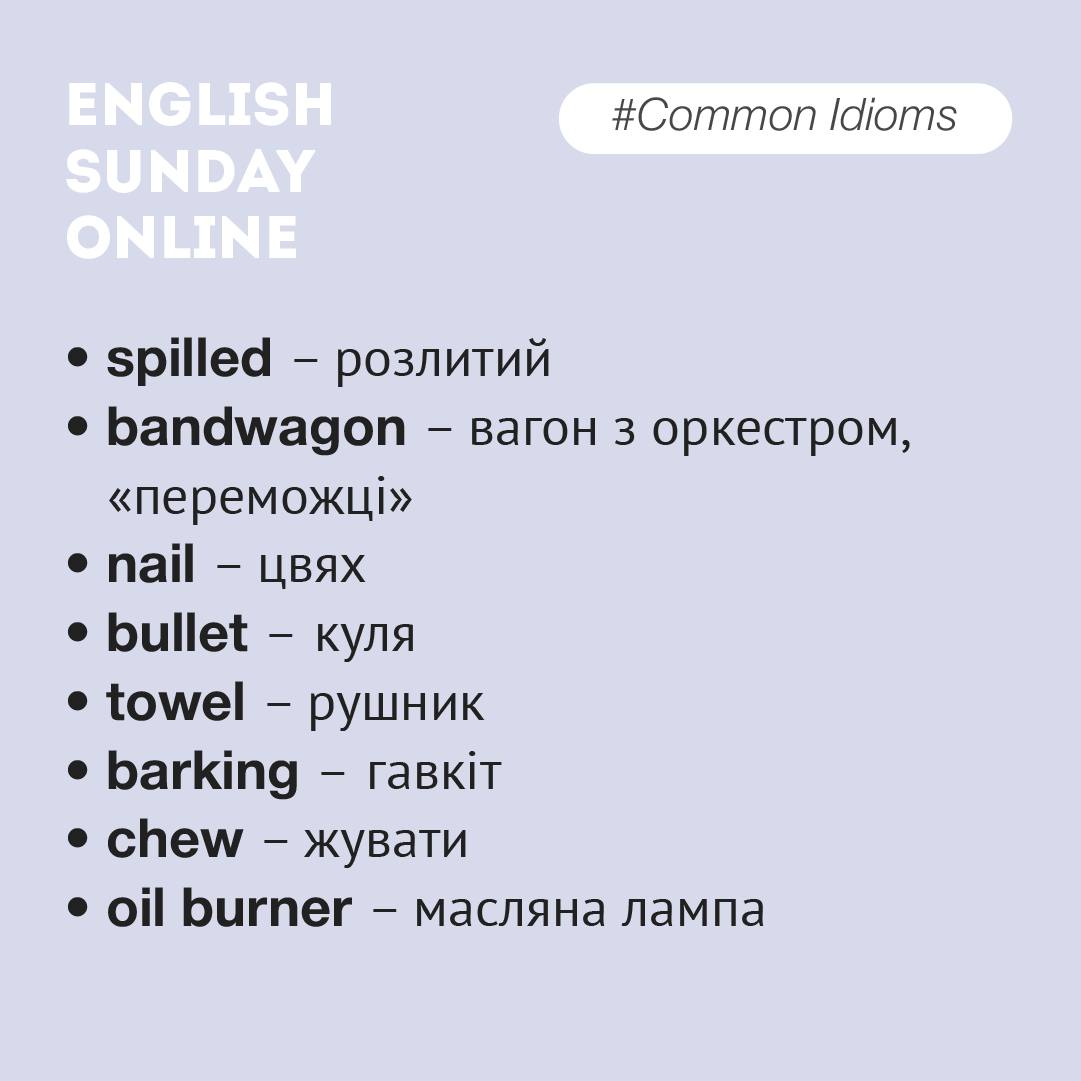 ENGLISH
SUNDAY
ONLINE
#Common Idioms
• spilled – розлитий
• bandwagon – вагон з оркестром,
«переможці»
• nail – цвях
• bullet – куля
• towel – рушник
• barking – гавкіт
• chew – жувати
• oil burner – масляна лампа